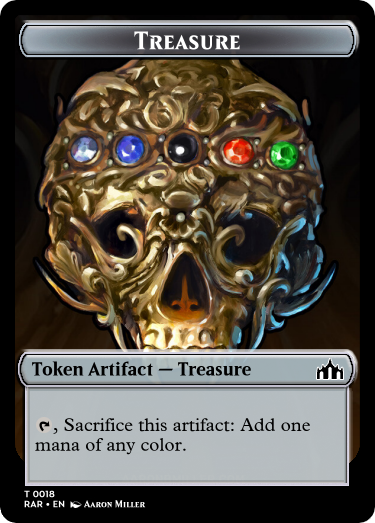 Treasure
Token Artifact — Treasure
, Sacrifice this artifact: Add one
mana of any color.
T 0018
RAR • EN Aaron Miller